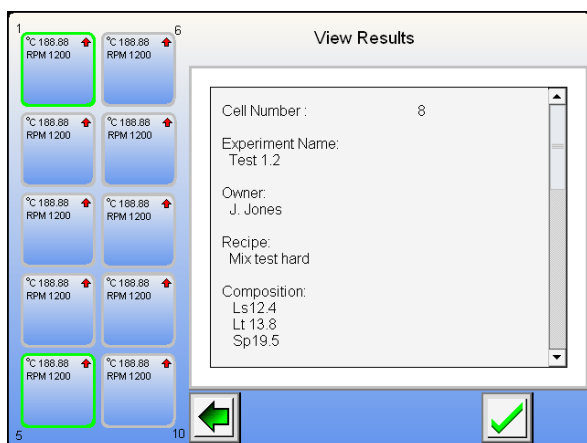 1
6
°C 188.88
RPM 1200
°C 188.88
RPM 1200
°C 188.88
RPM 1200
°C 188.88
RPM 1200
°C 188.88
RPM 1200
°C 188.88
RPM 1200
°C 188.88
RPM 1200
°C 188.88
RPM 1200
°C 188.88
RPM 1200
°C 188.88
RPM 1200
5
10
View Results
Cell Number : 8
Experiment Name:
Test 1.2
Owner:
J. Jones
Recipe:
Mix test hard
Composition:
Ls12.4
Lt 13.8
Sp19.5